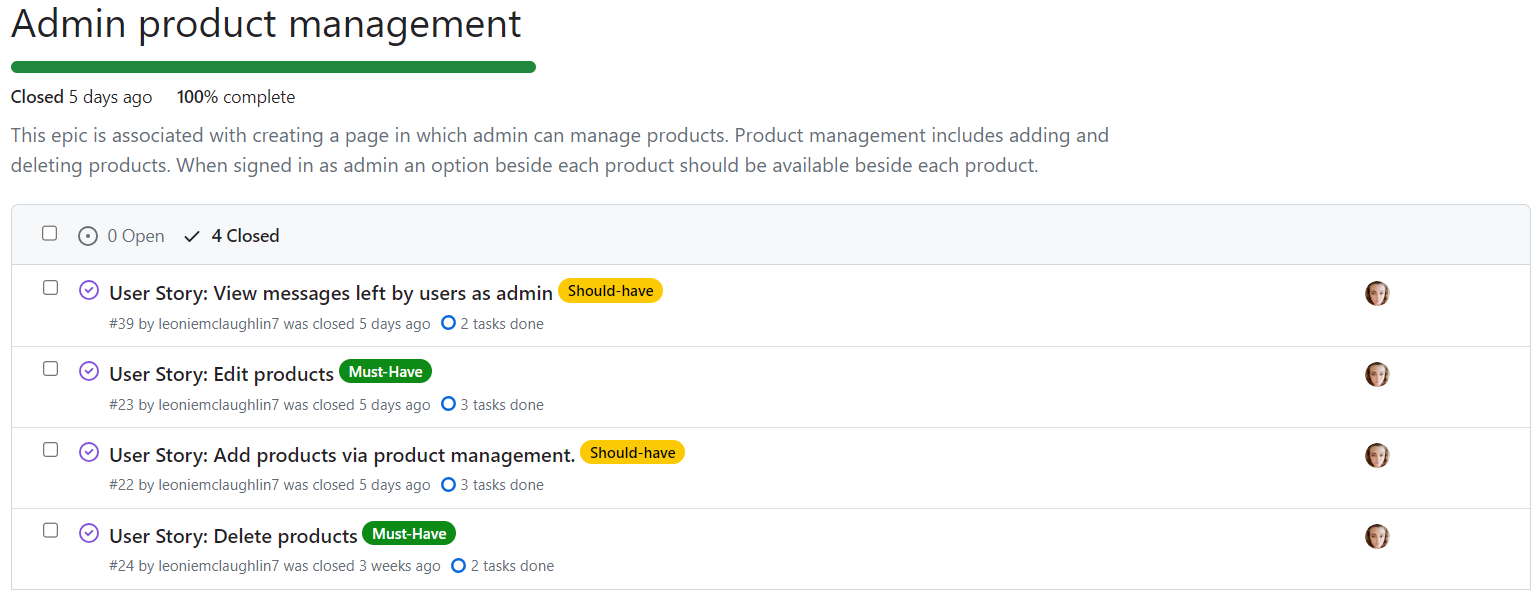 Admin product management
Closed 5 days ago 100% complete
This epic is associated with creating a page in which admin can manage products. Product management includes adding and
deleting products. When signed in as admin an option beside each product should be available beside each product.
0 Open 4 Closed
User Story: View messages left by users as admin Should-have
#39 by leoniemclaughlin7 was closed 5 days ago 2 tasks done
User Story: Edit products Must-Have
#23 by leoniemclaughlin7 was closed 5 days ago 3 tasks done
User Story: Add products via product management. Should-have
#22 by leoniemclaughlin7 was closed 5 days ago 3 tasks done
User Story: Delete products Must-Have
#24 by leoniemclaughlin7 was closed 3 weeks ago 2 tasks done